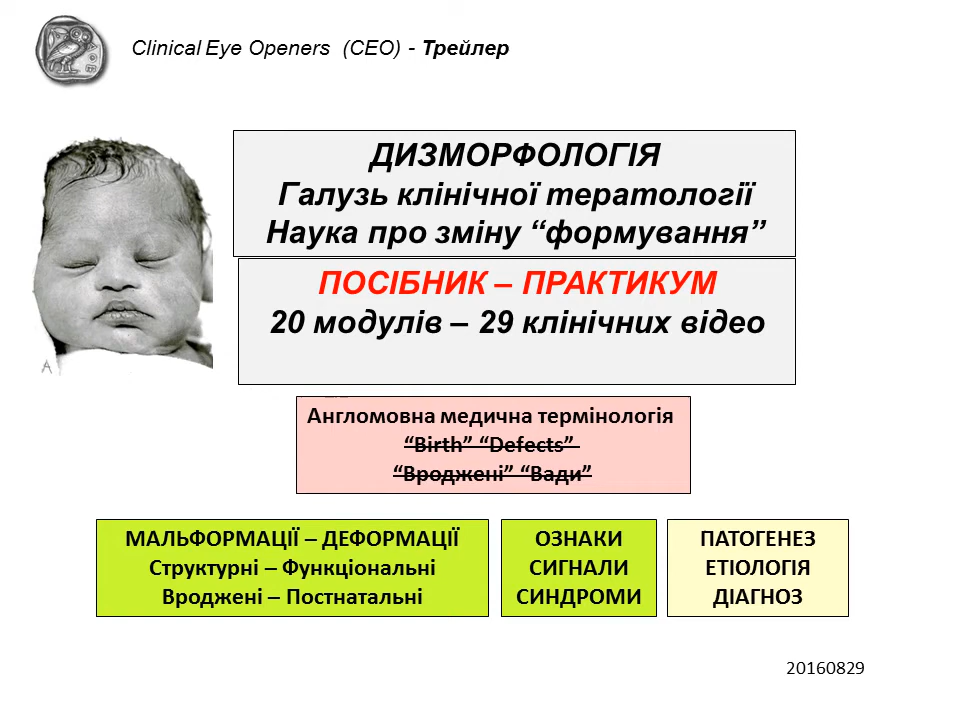 Clinical Eye Openers (CEO) - Трейлер
ДИЗМОРФОЛОГІЯ
Галузь клінічної тератології
Наука про зміну “формування”
ПОСІБНИК – ПРАКТИКУМ
20 модулів – 29 клінічних відео
A
Англомовна медична термінологія
“Birth” “Defects”
“Вроджені” “Вади”
МАЛЬФОРМАЦІЇ – ДЕФОРМАЦІЇ
Структурні – Функціональні
Вроджені – Постнатальні
ОЗНАКИ
СИГНАЛИ
СИНДРОМИ
ПАТОГЕНЕЗ
ЕТІОЛОГІЯ
ДІАГНОЗ
20160829